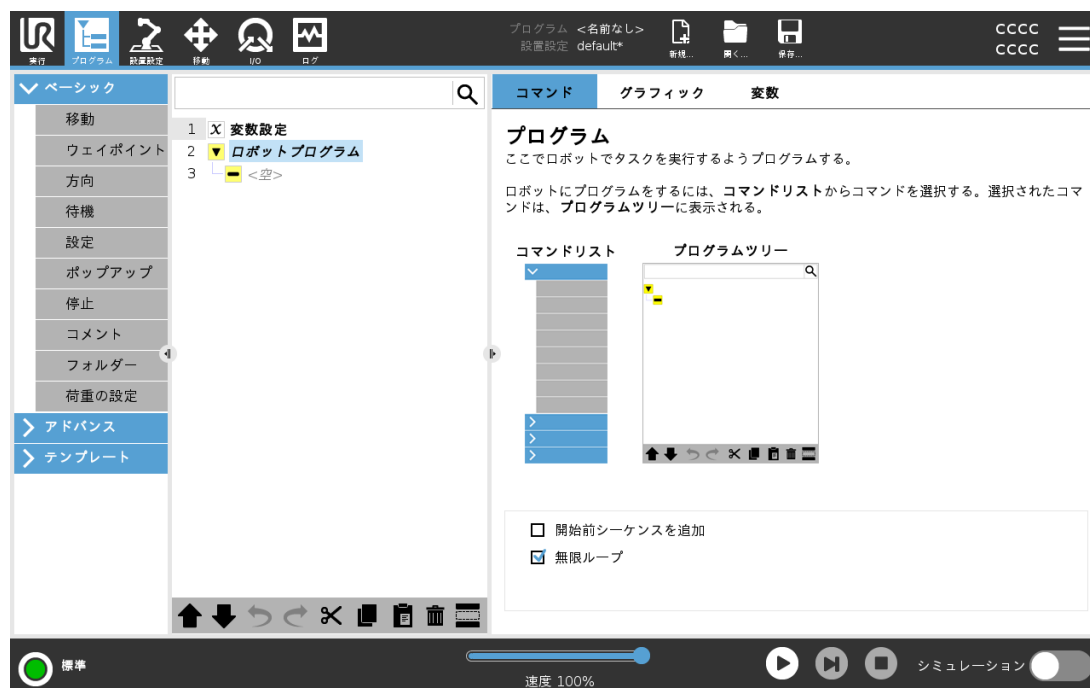 UR
実行
プログラム
設置設定
移動
I/O
ログ
プログラム <名前なし>
設置設定 default*
新規...
開く...
保存...
CCCC
CCCC
ベーシック
移動
ウェイポイント
方向
待機
設定
ポップアップ
停止
コメント
フォルダー
荷重の設定
アドバンス
テンプレート
1 X 変数設定
2 ロボットプログラム
3 <空>
コマンド グラフィック 変数
プログラム
ここでロボットでタスクを実行するようプログラムする。
ロボットにプログラムをするには、コマンドリストからコマンドを選択する。選択されたコマ
ンドは、プログラムツリーに表示される。
コマンドリスト プログラムツリー
開始前シーケンスを追加
無限ループ
標準
速度 100%
シミュレーション